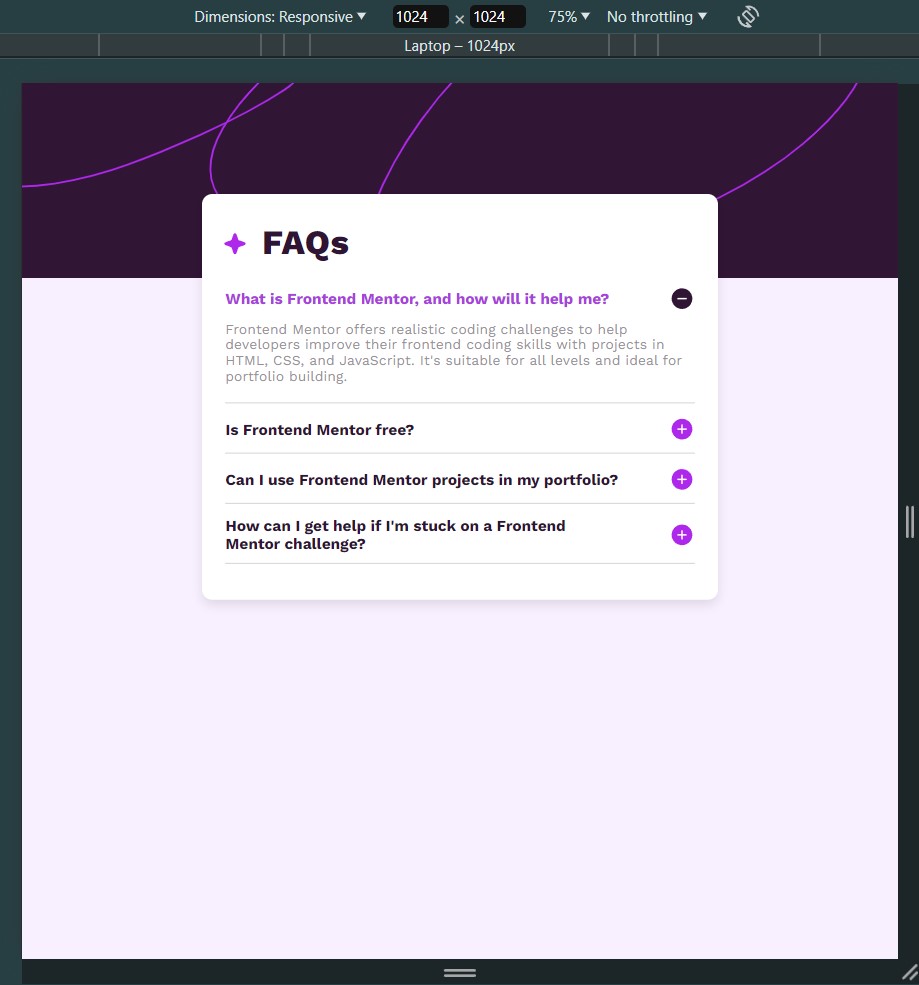 Dimensions: Responsive ▼ 1024 × 1024 75% ▼ No throttling ▼
Laptop – 1024px
FAQs
What is Frontend Mentor, and how will it help me?
Frontend Mentor offers realistic coding challenges to help
developers improve their frontend coding skills with projects in
HTML, CSS, and JavaScript. It's suitable for all levels and ideal for
portfolio building.
Is Frontend Mentor free?
Can I use Frontend Mentor projects in my portfolio?
How can I get help if I'm stuck on a Frontend
Mentor challenge?